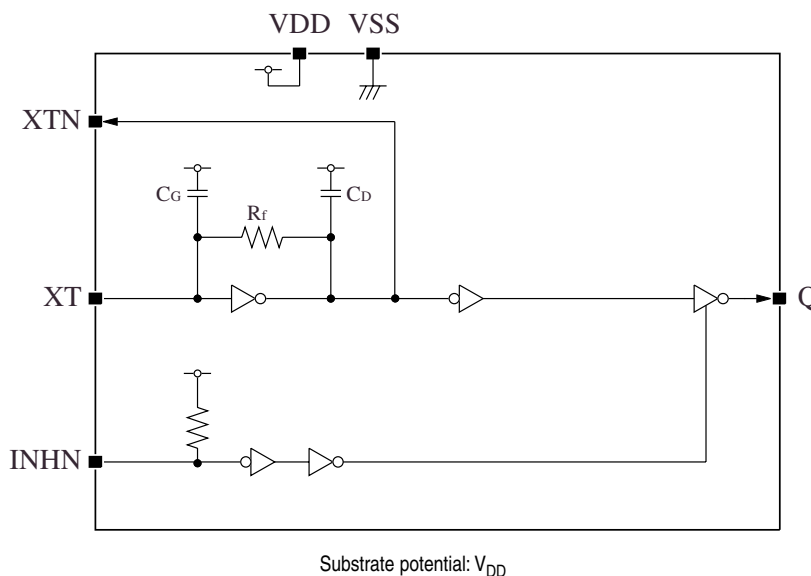 VDD VSS
XTN
CG CD
Rf
XT Q
INHN
Substrate potential: VDD